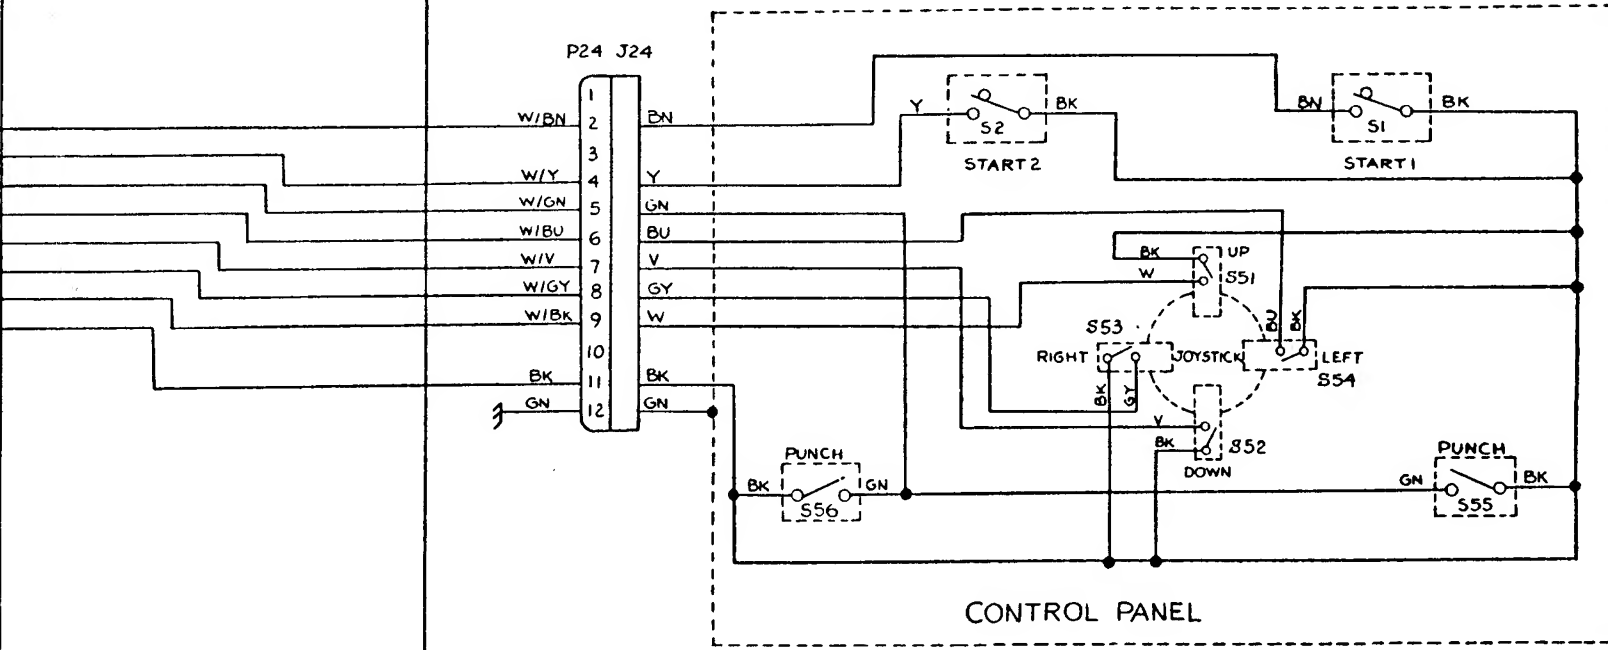 P24 J24
1
W/BN 2 BN
3
W/Y 4 Y
W/GN 5 GN
W/BU 6 BU
W/V 7 V
W/GY 8 GY
W/BK 9 W
10
BK 11 BK
GN 12 GN
Y BK
S2
START 2
BN BK
S1
START 1
BK UP
W S51
S53
RIGHT JOYSTICK LEFT
BU BK
S54
BK GY
V
BK S52
DOWN
PUNCH
BK GN
S56
PUNCH
GN BK
S55
CONTROL PANEL